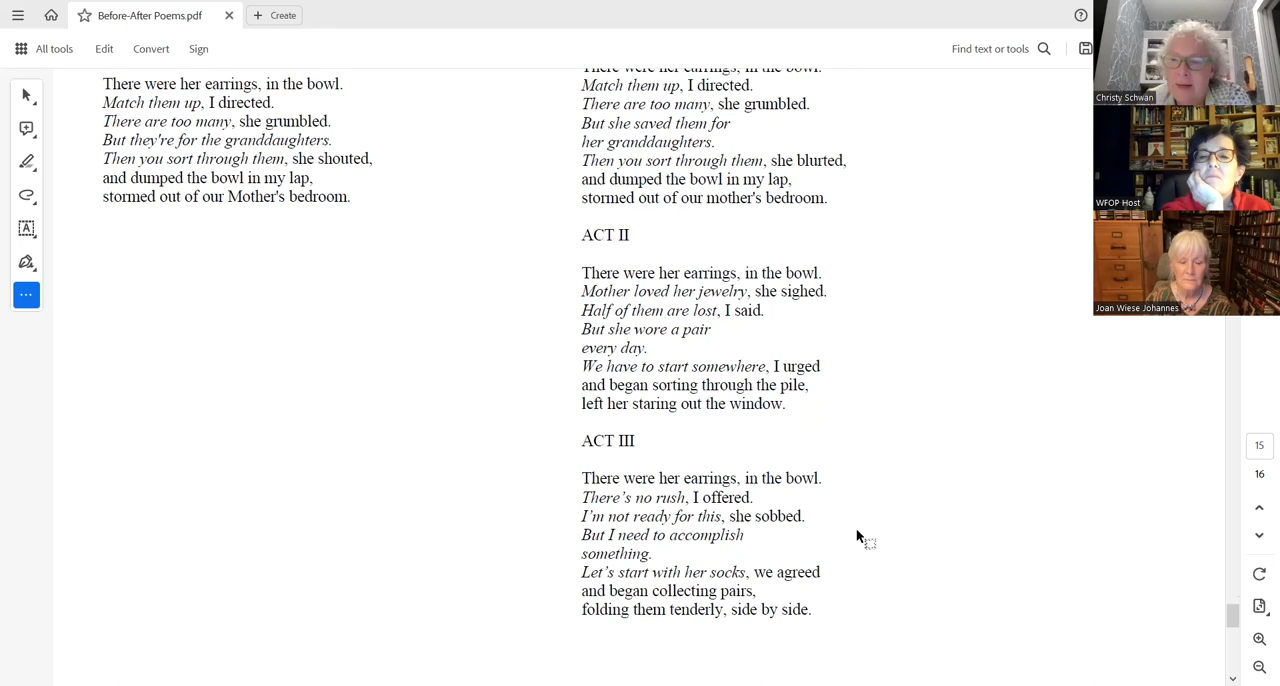 Before-After Poems.pdf
Create
All tools
Edit
Convert
Sign
Find text or tools
There were her earrings, in the bowl.
Match them up, I directed.
There are too many, she grumbled.
But they're for the granddaughters.
Then you sort through them, she shouted,
and dumped the bowl in my lap,
stormed out of our Mother's bedroom.
There were her earrings, in the bowl.
Match them up, I directed.
There are too many, she grumbled.
But she saved them for
her granddaughters.
Then you sort through them, she blurted,
and dumped the bowl in my lap,
stormed out of our mother's bedroom.
ACT II
There were her earrings, in the bowl.
Mother loved her jewelry, she sighed.
Half of them are lost, I said.
But she wore a pair
every day.
We have to start somewhere, I urged
and began sorting through the pile,
left her staring out the window.
ACT III
There were her earrings, in the bowl.
There's no rush, I offered.
I'm not ready for this, she sobbed.
But I need to accomplish
something.
Let's start with her socks, we agreed
and began collecting pairs,
folding them tenderly, side by side.
Christy Schwan
WFOP Host
Joan Wiese Johannes
15
16